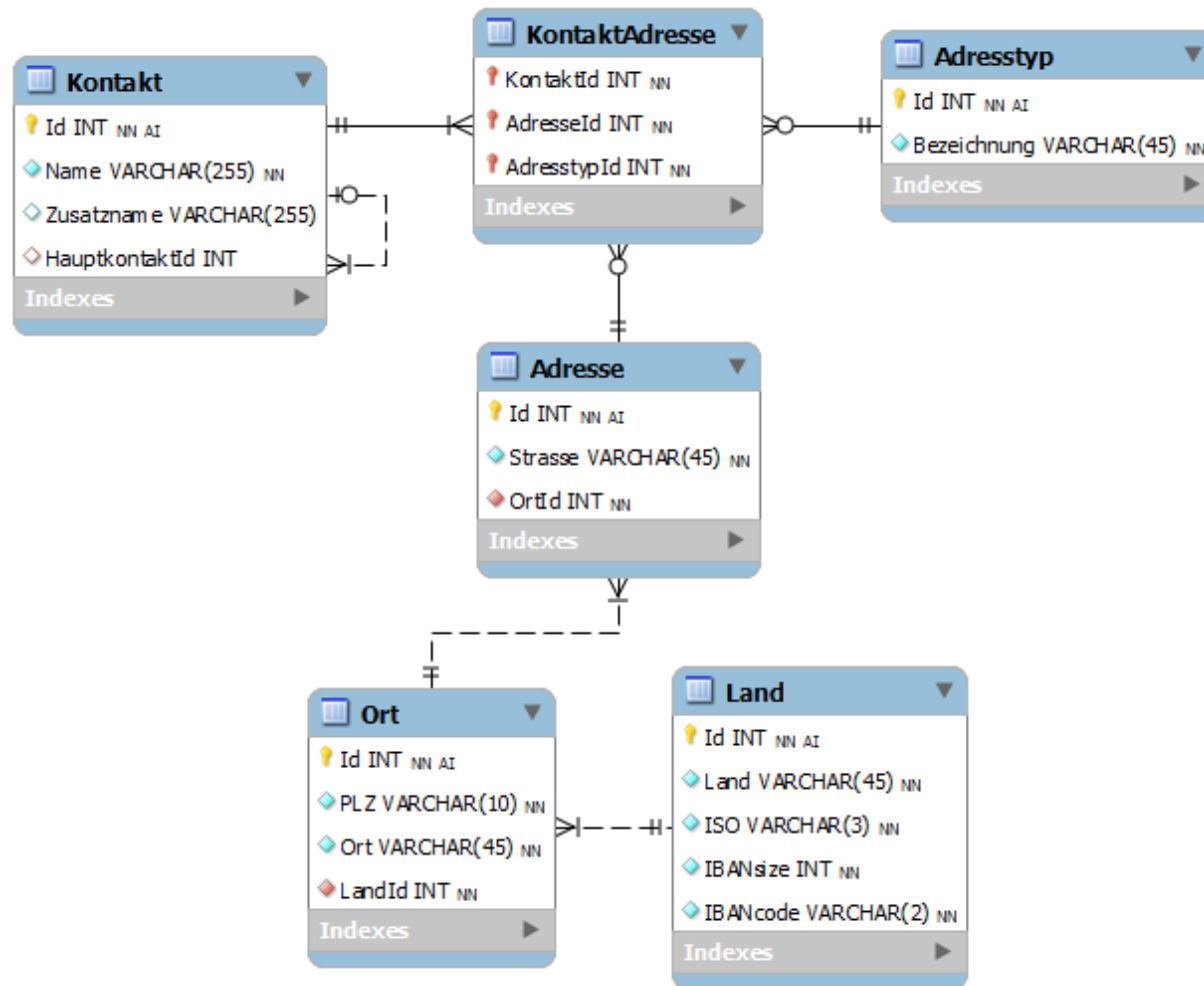 Kontakt
Id INT NN AI
Name VARCHAR(255) NN
Zusatzname VARCHAR(255)
HauptkontaktId INT
Indexes
KontaktAdresse
KontaktId INT NN
AdresseId INT NN
AdresstypId INT NN
Indexes
Adresstyp
Id INT NN AI
Bezeichnung VARCHAR(45) NN
Indexes
Adresse
Id INT NN AI
Strasse VARCHAR(45) NN
OrtId INT NN
Indexes
Ort
Id INT NN AI
PLZ VARCHAR(10) NN
Ort VARCHAR(45) NN
LandId INT NN
Indexes
Land
Id INT NN AI
Land VARCHAR(45) NN
ISO VARCHAR(3) NN
IBANsize INT NN
IBANcode VARCHAR(2) NN
Indexes